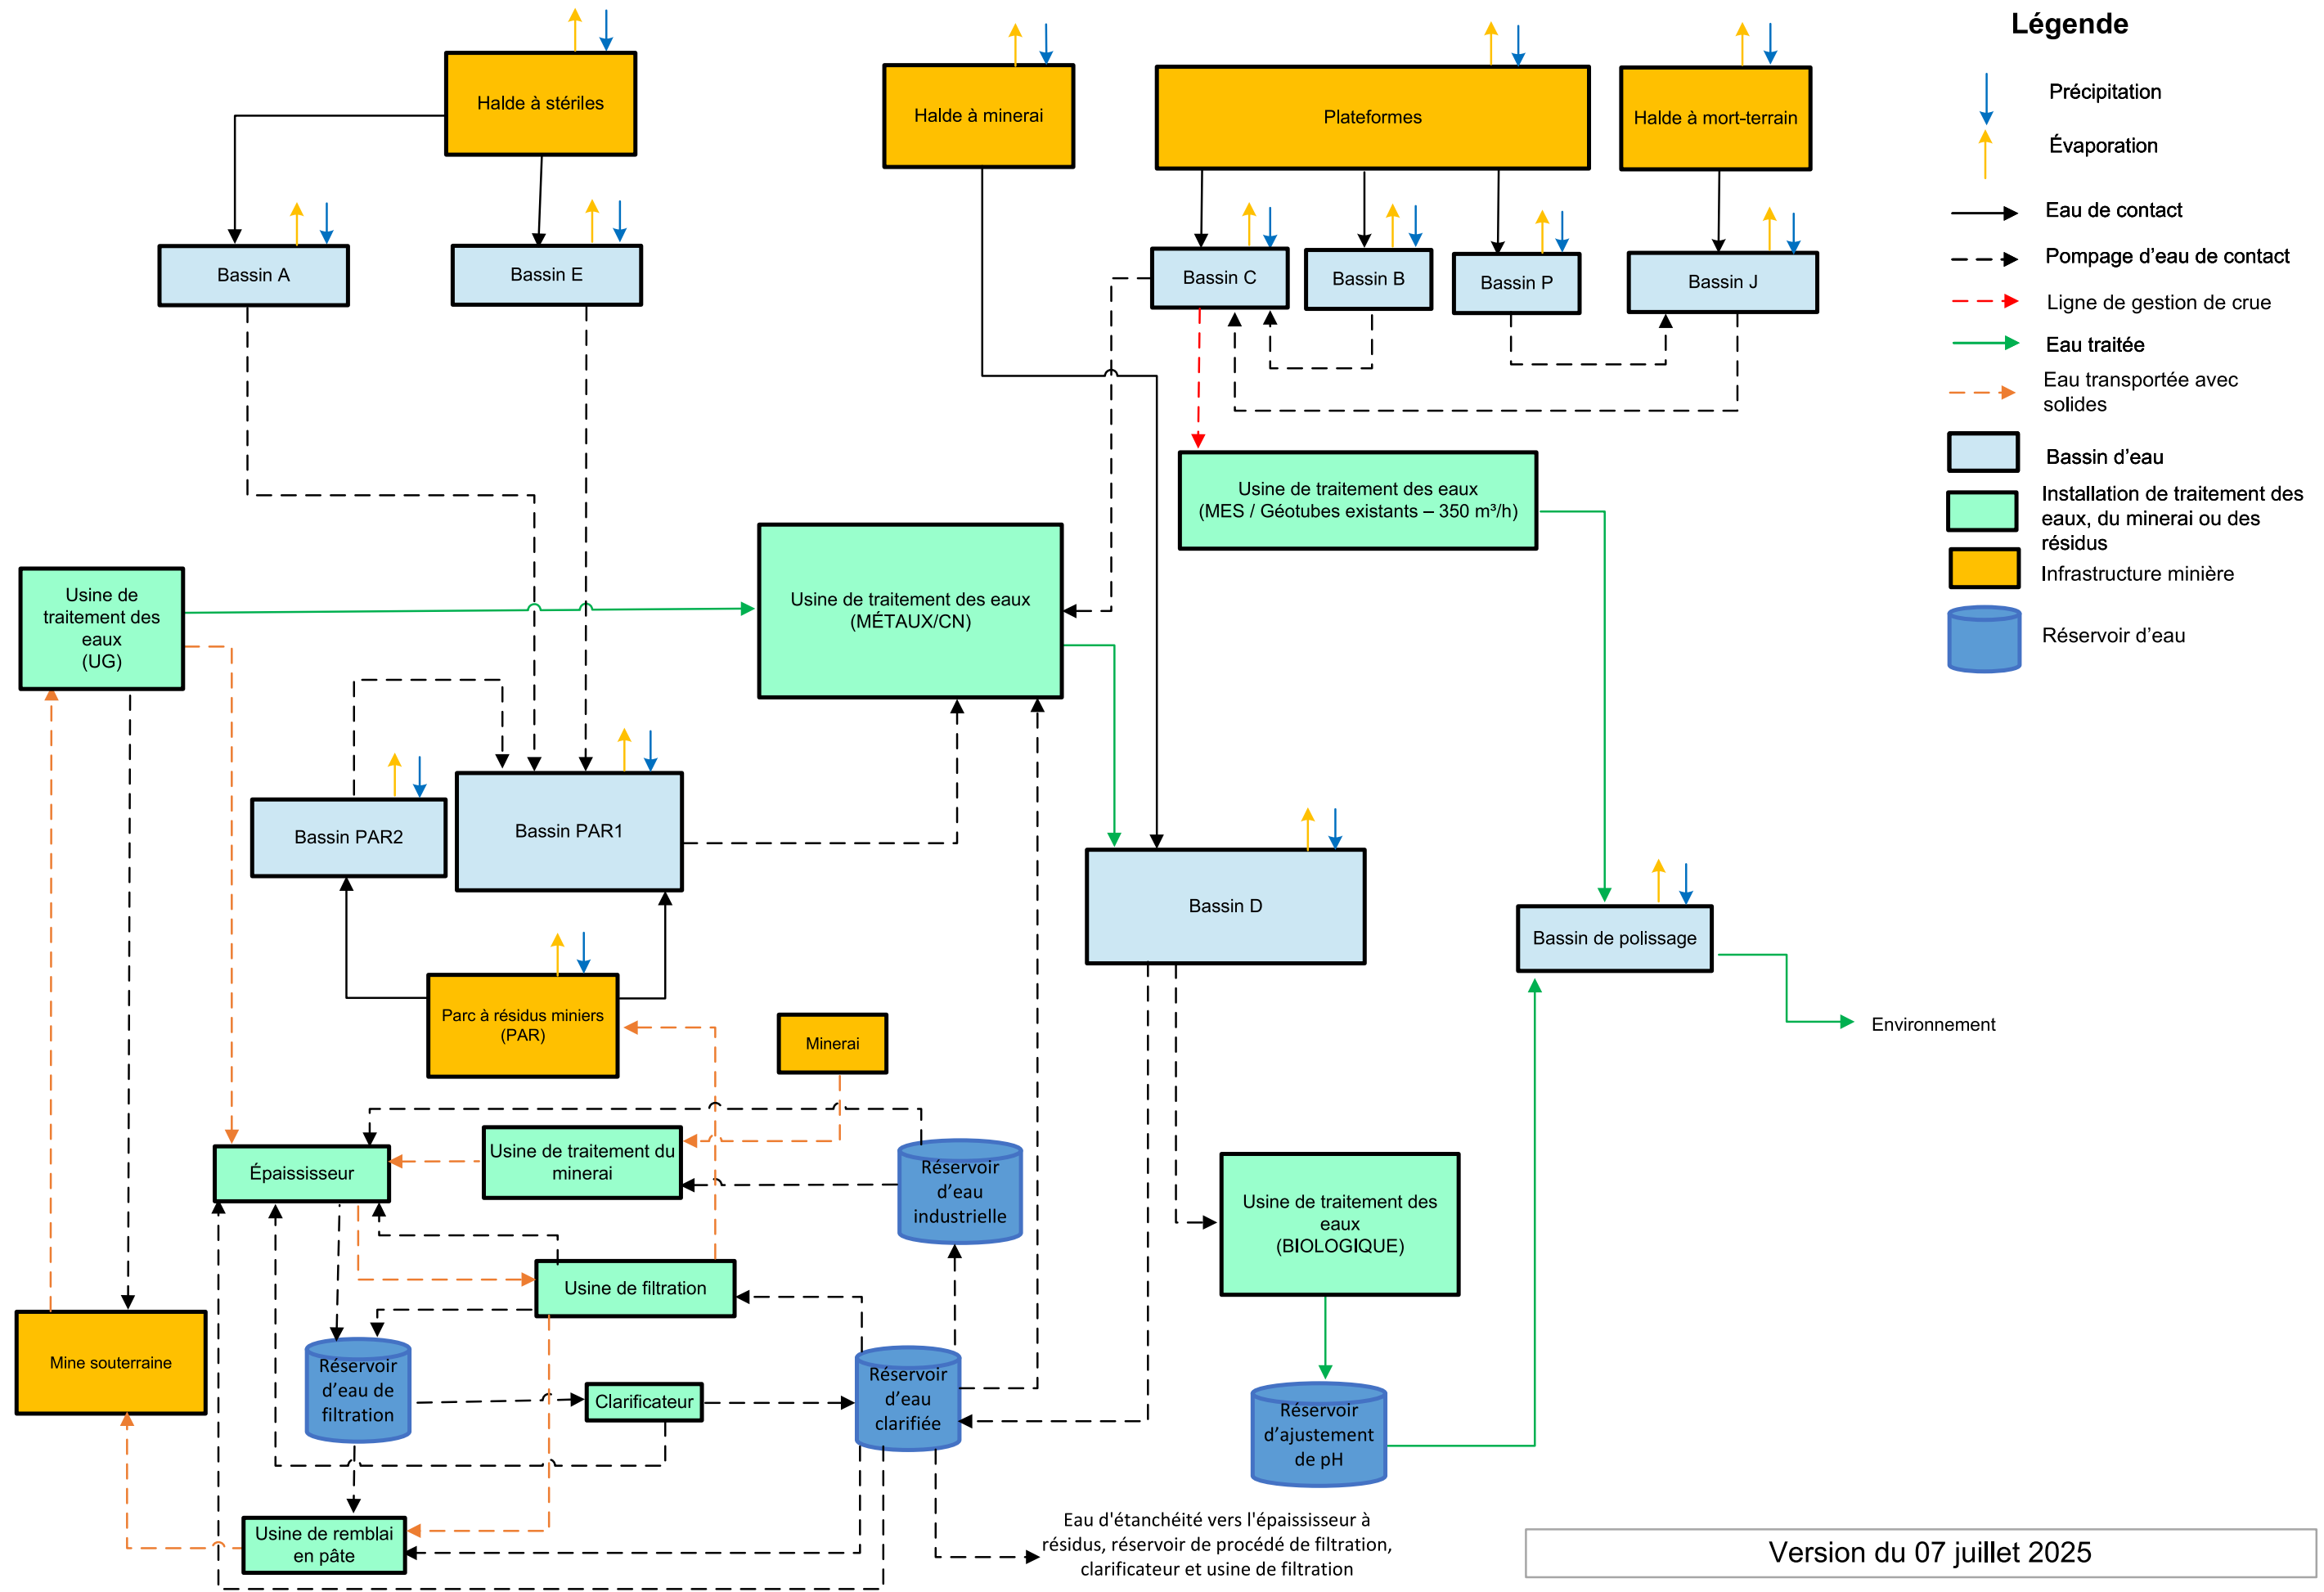 Légende
Précipitation
Évaporation
Eau de contact
Pompage d'eau de contact
Ligne de gestion de crue
Eau traitée
Eau transportée avec
solides
Bassin d'eau
Installation de traitement des
eaux, du minerai ou des
résidus
Infrastructure minière
Réservoir d'eau
Halde à stériles
Halde à minerai
Plateformes
Halde à mort-terrain
Bassin A
Bassin E
Bassin C
Bassin B
Bassin P
Bassin J
Usine de traitement des eaux
(MES / Géotubes existants – 350 m³/h)
Usine de
traitement des
eaux
(UG)
Usine de traitement des eaux
(MÉTAUX/CN)
Bassin PAR2
Bassin PAR1
Bassin D
Bassin de polissage
Environnement
Parc à résidus miniers
(PAR)
Minerai
Épaississeur
Usine de traitement du
minerai
Réservoir
d'eau
industrielle
Usine de traitement des
eaux
(BIOLOGIQUE)
Usine de filtration
Mine souterraine
Réservoir
d'eau de
filtration
Clarificateur
Réservoir
d'eau
clarifiée
Réservoir
d'ajustement
de pH
Usine de remblai
en pâte
Eau d'étanchéité vers l'épaississeur à
résidus, réservoir de procédé de filtration,
clarificateur et usine de filtration
Version du 07 juillet 2025